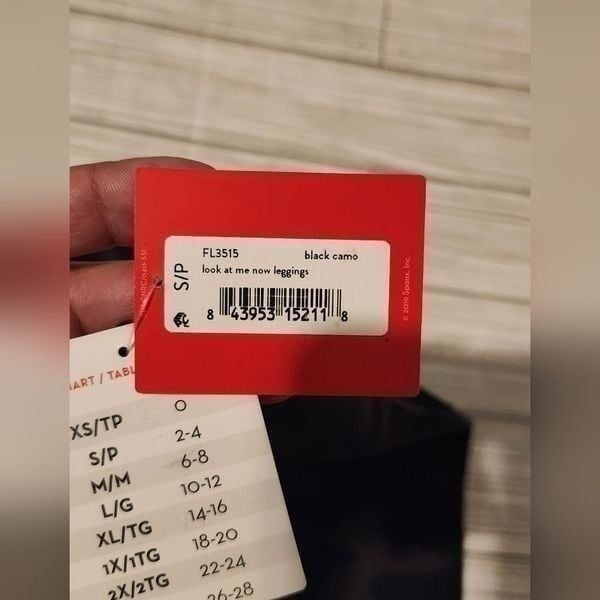 FL3515 black camo
look at me now leggings
S/P
8 43953 15211 8
© 2019 Spanx, Inc.
ART / TABL
XS/TP 0
S/P 2-4
M/M 6-8
L/G 10-12
XL/TG 14-16
1X/1TG 18-20
2X/2TG 22-24
26-28